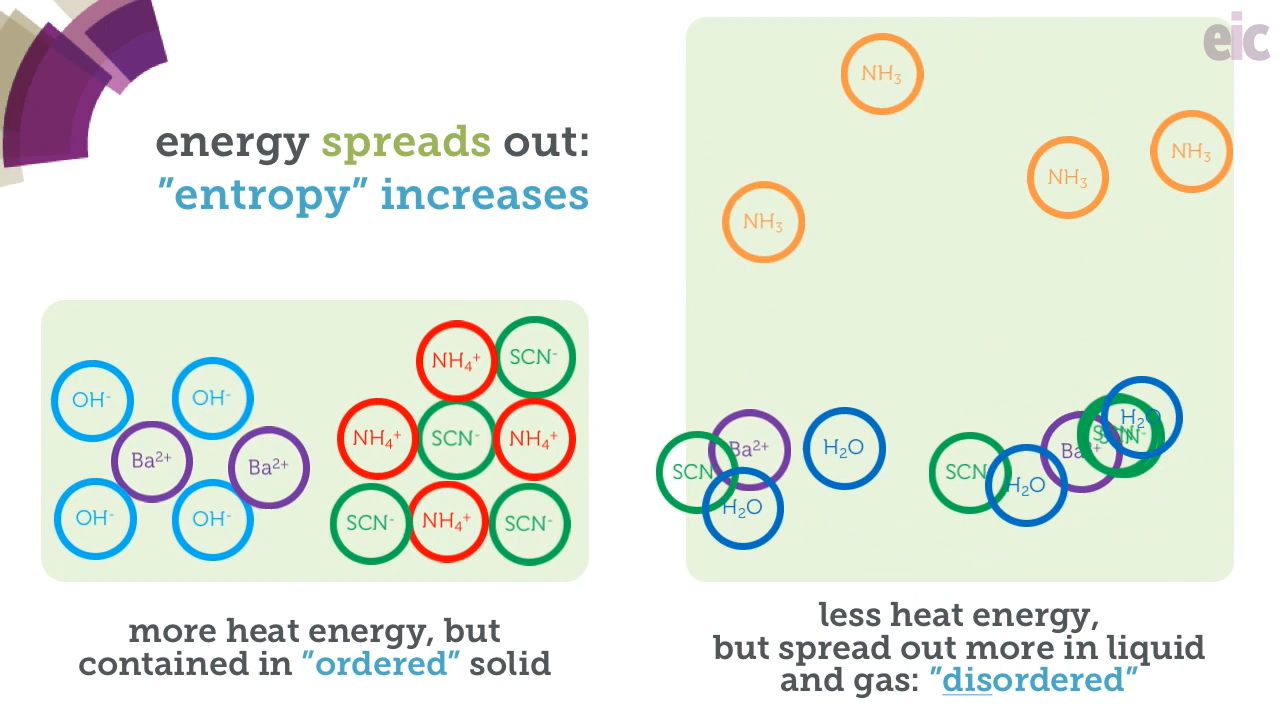 eic
energy spreads out:
”entropy” increases
OH⁻
OH⁻
Ba²⁺
Ba²⁺
OH⁻
OH⁻
NH₄⁺
SCN⁻
NH₄⁺
SCN⁻
NH₄⁺
SCN⁻
NH₄⁺
SCN⁻
more heat energy, but
contained in ”ordered” solid
NH₃
NH₃
NH₃
NH₃
SCN
Ba²⁺
H₂O
H₂O
SCN
H₂O
Ba²⁺
SCN⁻
H₂O
less heat energy,
but spread out more in liquid
and gas: ”disordered”